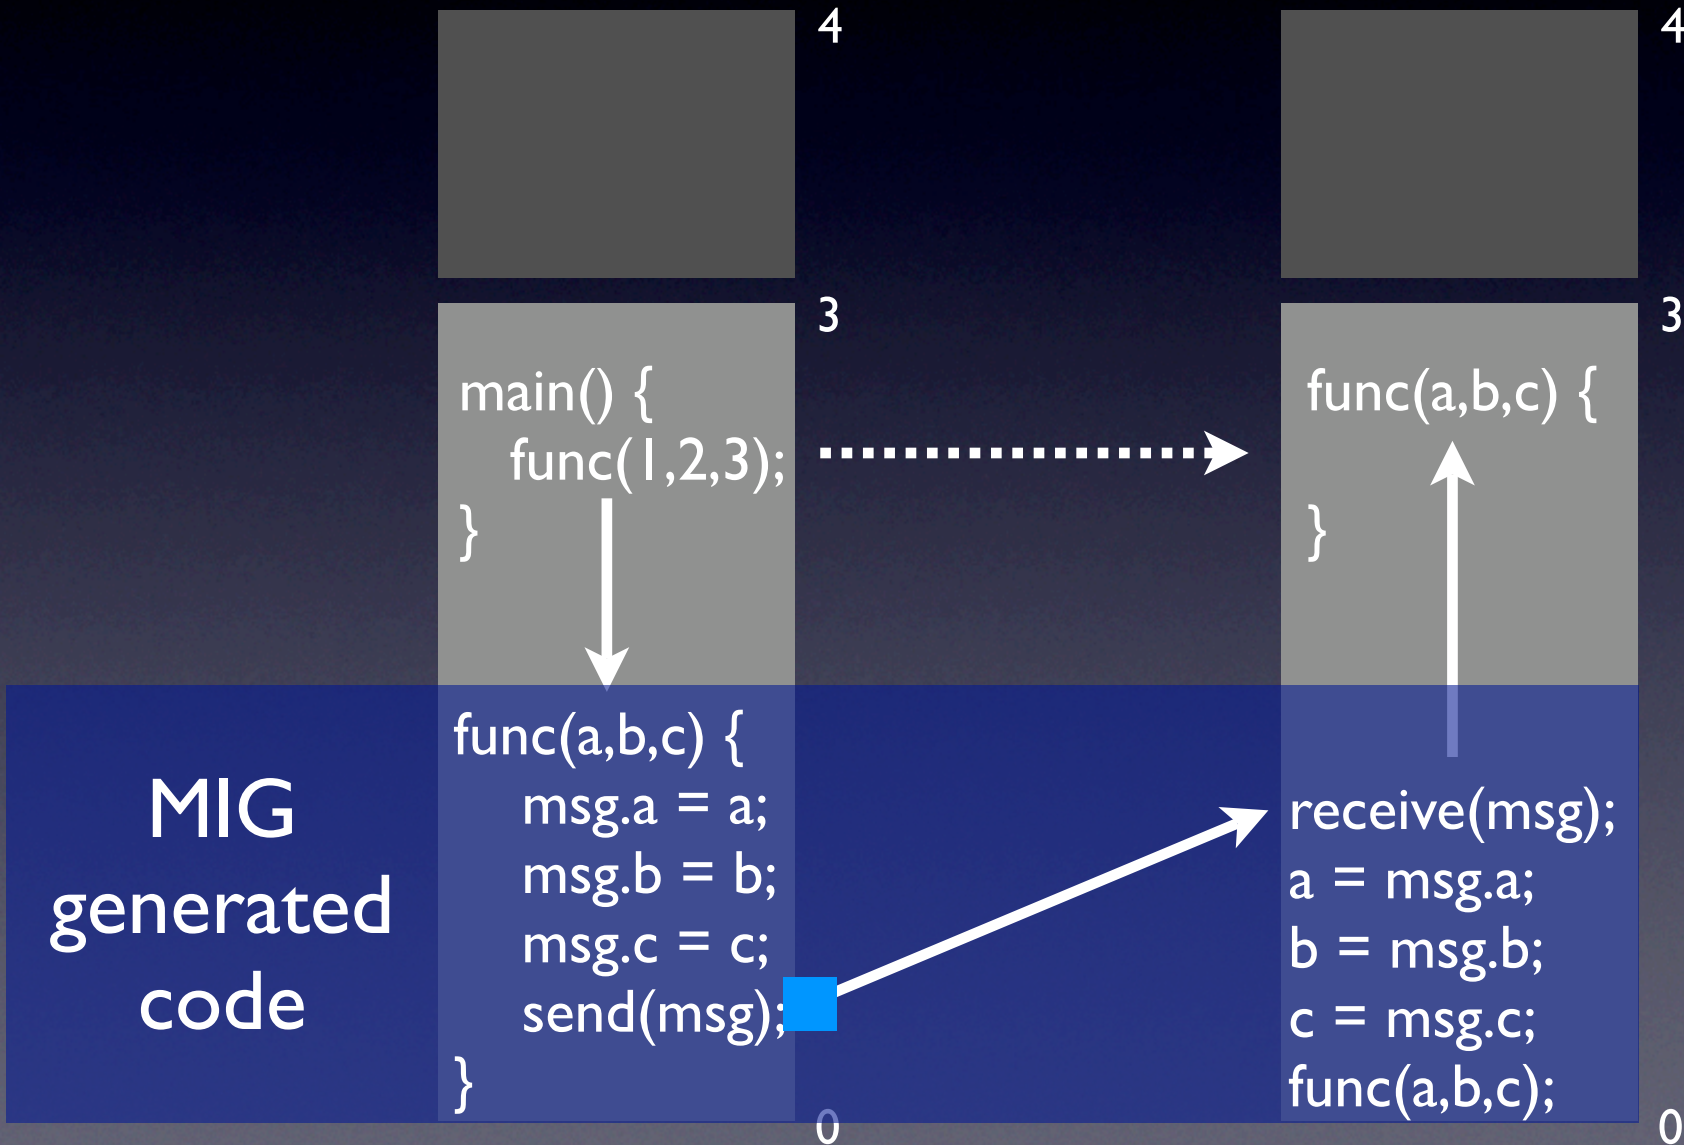 4
4
3
3
main() {
func(1,2,3);
}
func(a,b,c) {
}
MIG
generated
code
func(a,b,c) {
msg.a = a;
msg.b = b;
msg.c = c;
send(msg);
}
receive(msg);
a = msg.a;
b = msg.b;
c = msg.c;
func(a,b,c);
0
0